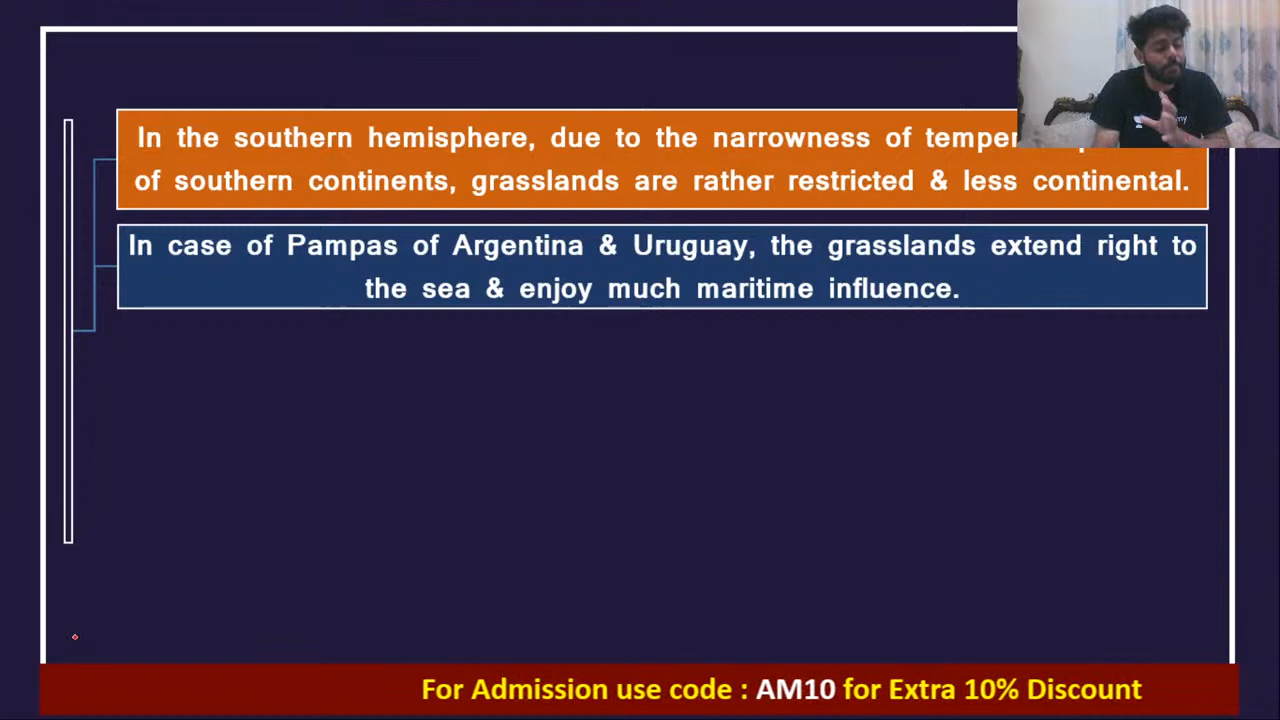 In the southern hemisphere, due to the narrowness of
of southern continents, grasslands are rather restricted & less continental.
In case of Pampas of Argentina & Uruguay, the grasslands extend right to
the sea & enjoy much maritime influence.
For Admission use code : AM10 for Extra 10% Discount